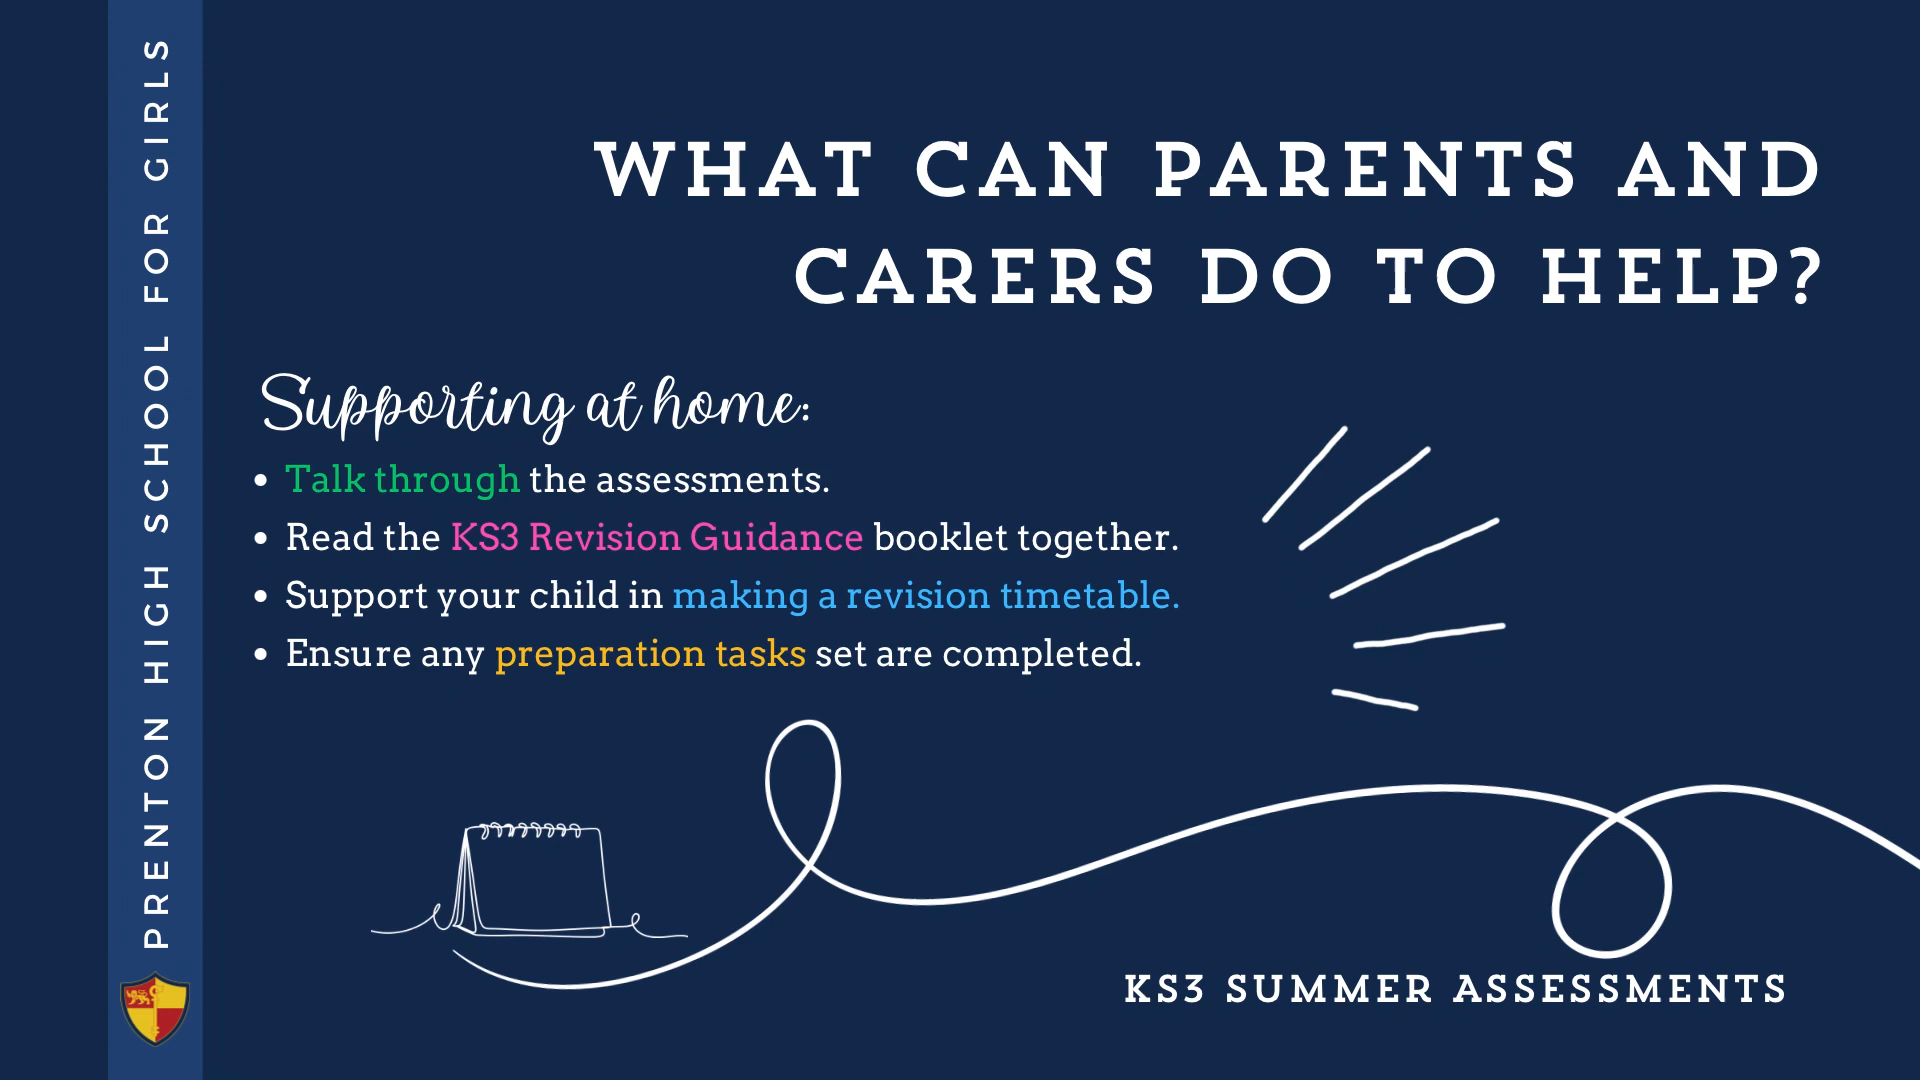 PRENTON HIGH SCHOOL FOR GIRLS
WHAT CAN PARENTS AND
CARERS DO TO HELP?
Supporting at home:
• Talk through the assessments.
• Read the KS3 Revision Guidance booklet together.
• Support your child in making a revision timetable.
• Ensure any preparation tasks set are completed.
KS3 SUMMER ASSESSMENTS